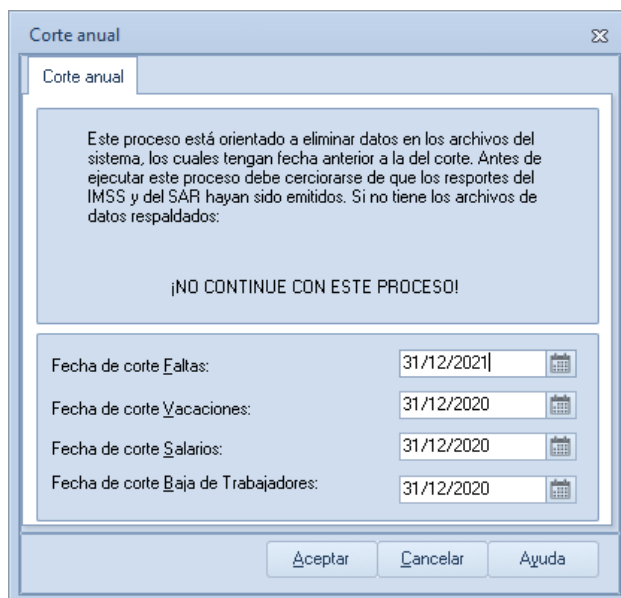 Corte anual
Corte anual
Este proceso está orientado a eliminar datos en los archivos del
sistema, los cuales tengan fecha anterior a la del corte. Antes de
ejecutar este proceso debe cerciorarse de que los resportes del
IMSS y del SAR hayan sido emitidos. Si no tiene los archivos de
datos respaldados:
¡NO CONTINUE CON ESTE PROCESO!
Fecha de corte Faltas: 31/12/2021
Fecha de corte Vacaciones: 31/12/2020
Fecha de corte Salarios: 31/12/2020
Fecha de corte Baja de Trabajadores: 31/12/2020
Aceptar Cancelar Ayuda